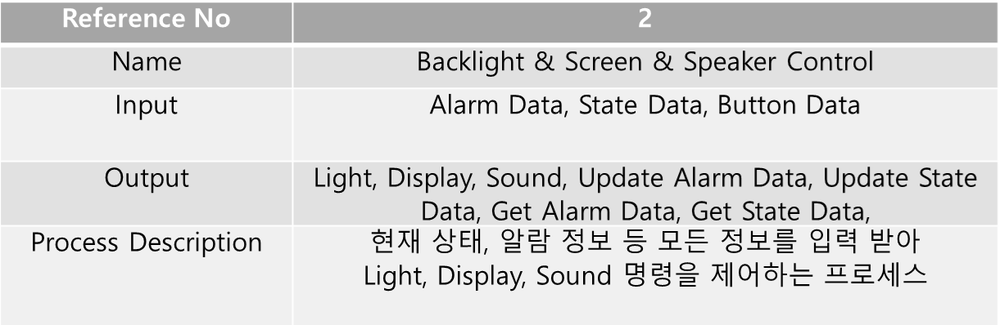 Reference No 2
Name Backlight & Screen & Speaker Control
Input Alarm Data, State Data, Button Data
Output Light, Display, Sound, Update Alarm Data, Update State
Data, Get Alarm Data, Get State Data,
Process Description 현재 상태, 알람 정보 등 모든 정보를 입력 받아
Light, Display, Sound 명령을 제어하는 프로세스